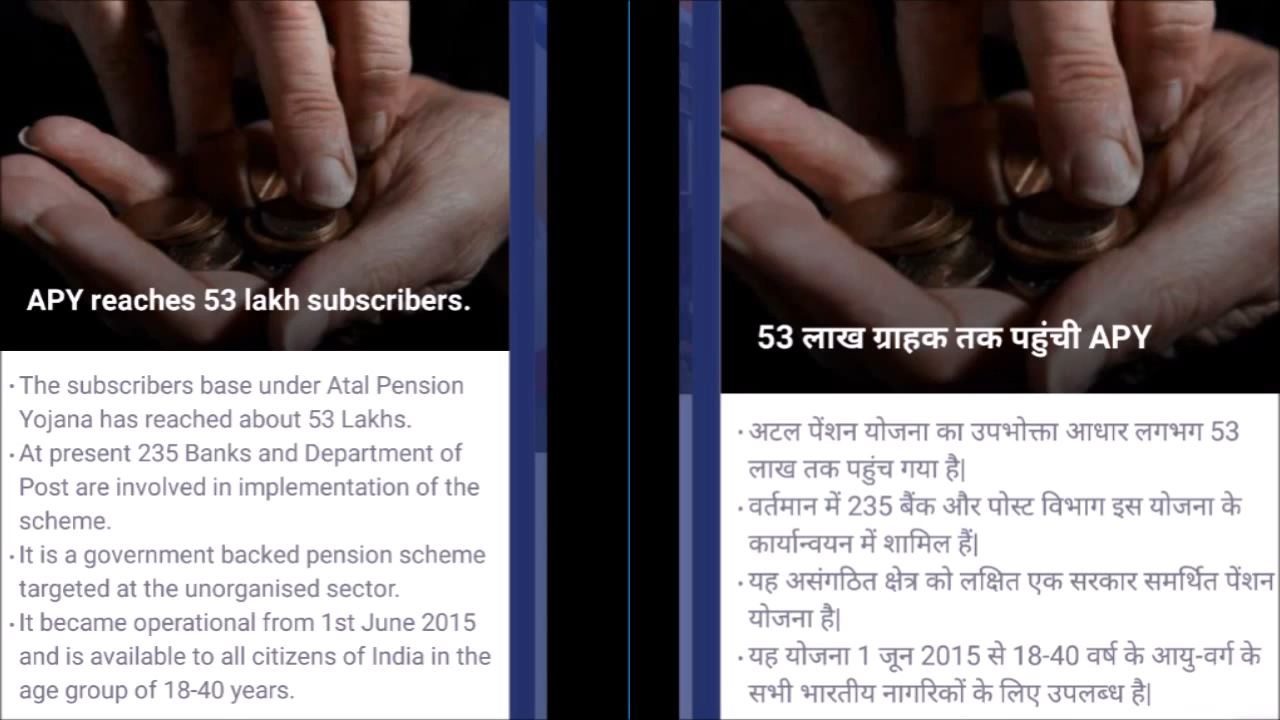 APY reaches 53 lakh subscribers.
· The subscribers base under Atal Pension
Yojana has reached about 53 Lakhs.
· At present 235 Banks and Department of
Post are involved in implementation of the
scheme.
· It is a government backed pension scheme
targeted at the unorganised sector.
· It became operational from 1st June 2015
and is available to all citizens of India in the
age group of 18-40 years.
53 लाख ग्राहक तक पहुंची APY
· अटल पेंशन योजना का उपभोक्ता आधार लगभग 53
लाख तक पहुंच गया है|
· वर्तमान में 235 बैंक और पोस्ट विभाग इस योजना के
कार्यान्वयन में शामिल हैं|
· यह असंगठित क्षेत्र को लक्षित एक सरकार समर्थित पेंशन
योजना है|
· यह योजना 1 जून 2015 से 18-40 वर्ष के आयु-वर्ग के
सभी भारतीय नागरिकों के लिए उपलब्ध है|